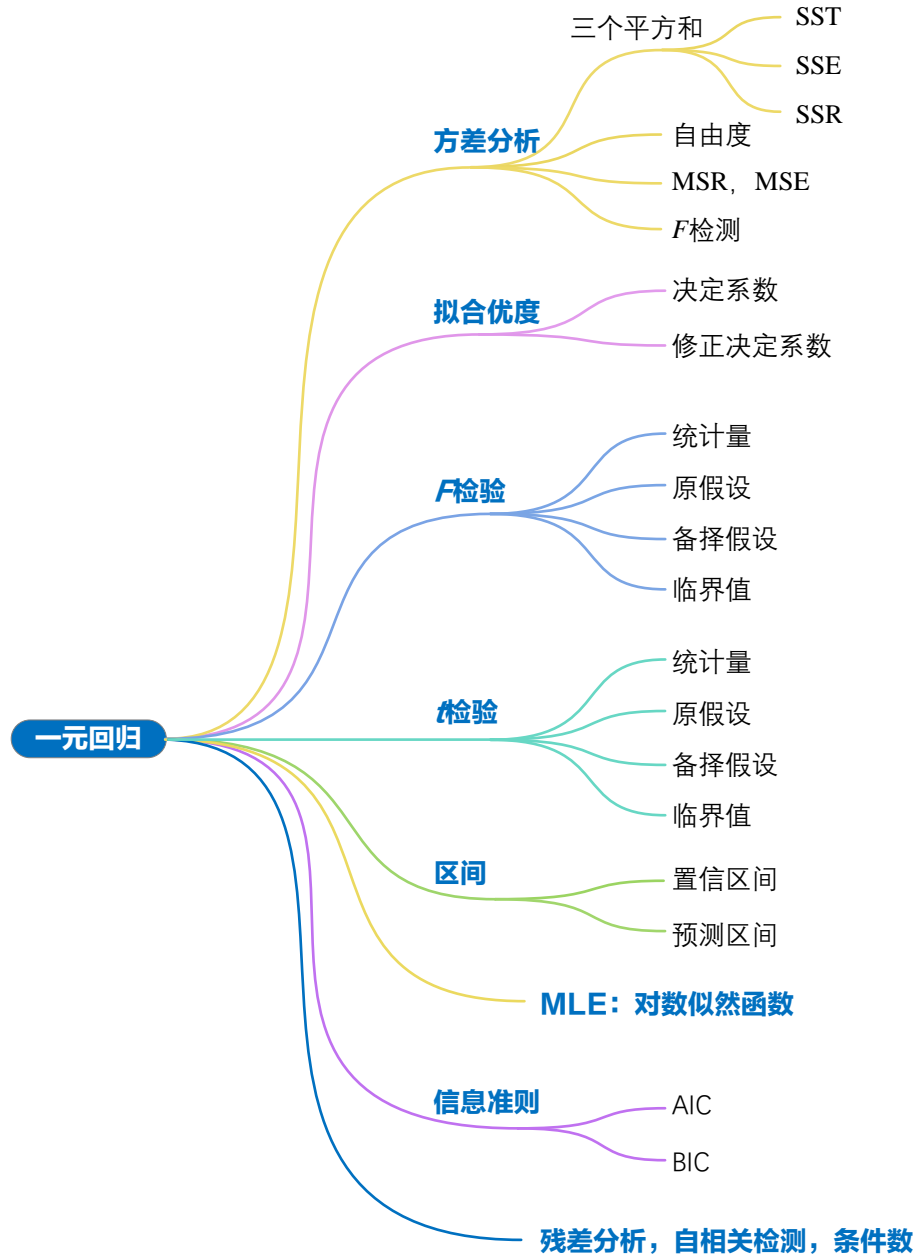 一元回归
方差分析
三个平方和
SST
SSE
SSR
自由度
MSR，MSE
F检测
拟合优度
决定系数
修正决定系数
F检验
统计量
原假设
备择假设
临界值
t检验
统计量
原假设
备择假设
临界值
区间
置信区间
预测区间
MLE：对数似然函数
信息准则
AIC
BIC
残差分析，自相关检测，条件数